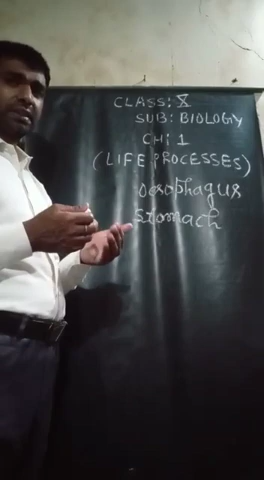 CLASS: X
SUB: BIOLOGY
CH: 1
(LIFE PROCESSES)
Oesophagus
Stomach